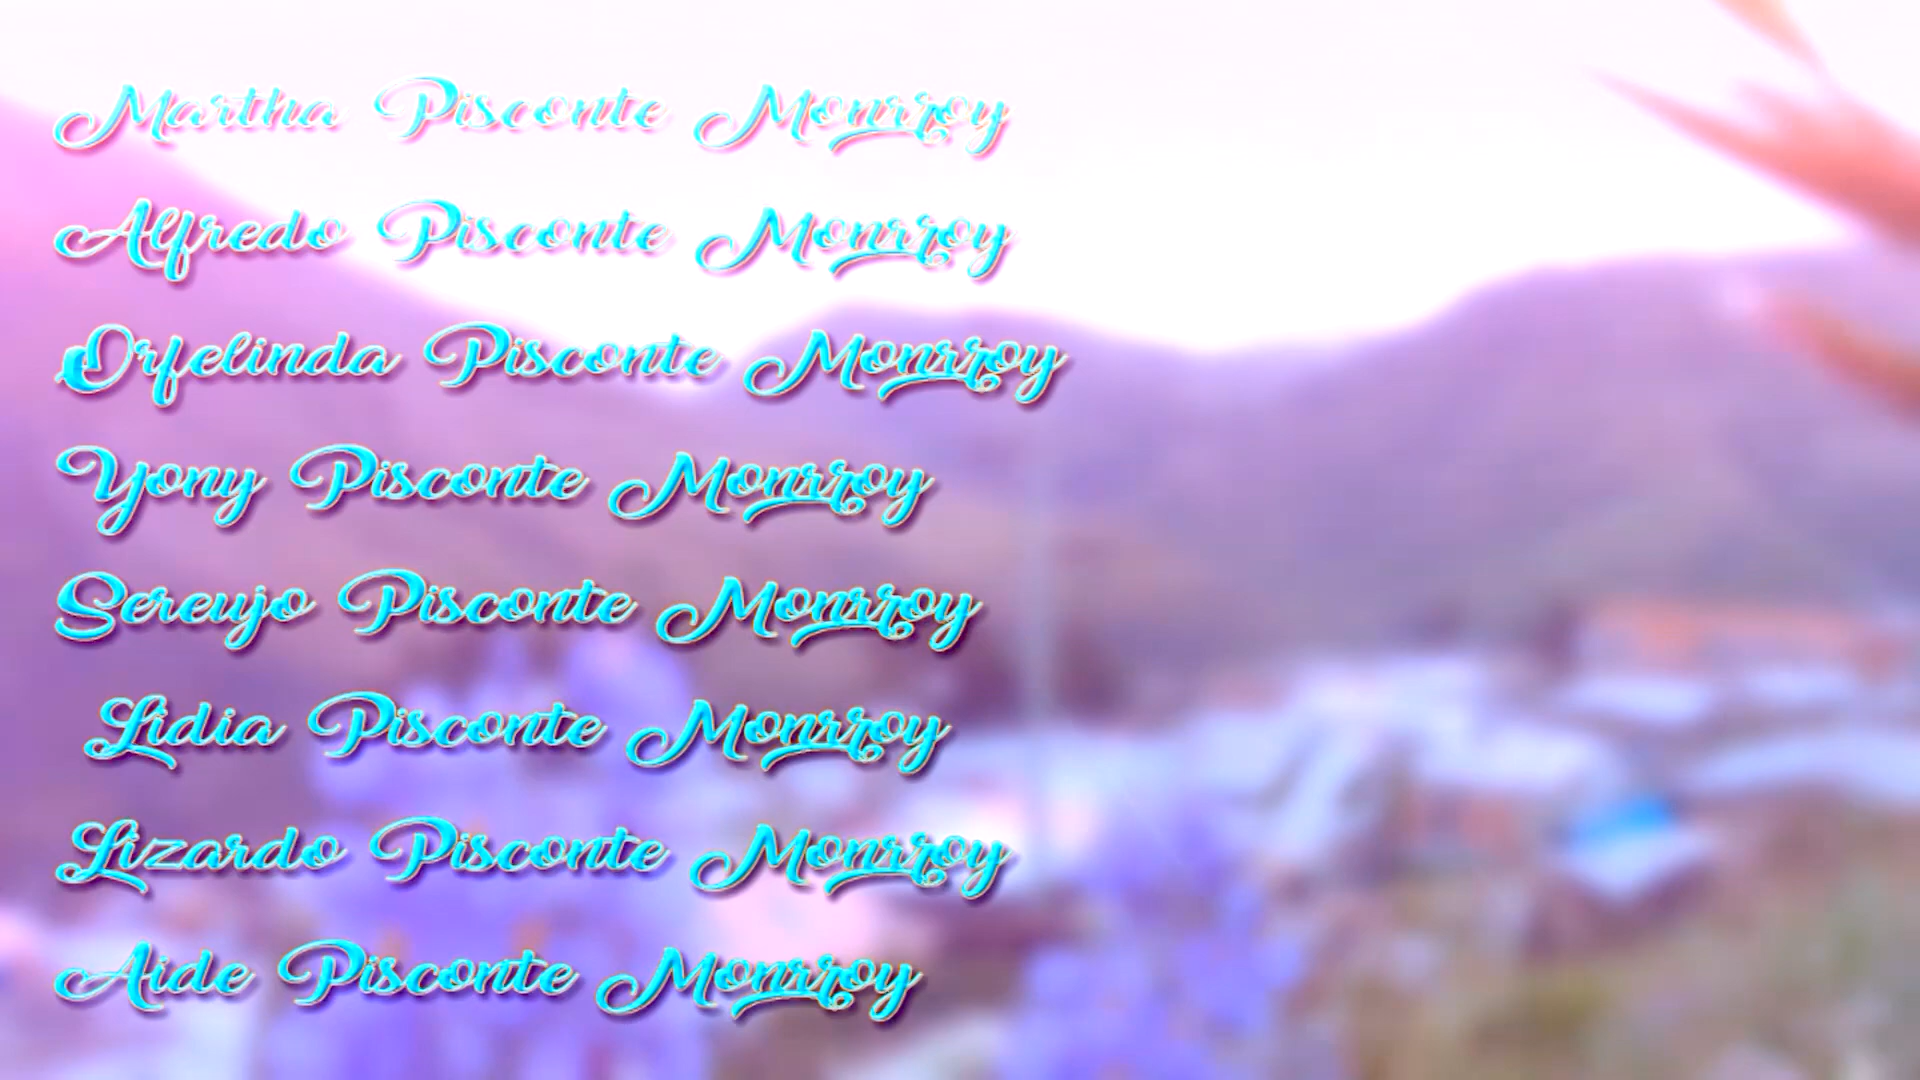 Martha Pisconte Monrroy
Alfredo Pisconte Monrroy
Orfelinda Pisconte Monrroy
Yony Pisconte Monrroy
Sereujo Pisconte Monrroy
Lidia Pisconte Monrroy
Lizardo Pisconte Monrroy
Aide Pisconte Monrroy